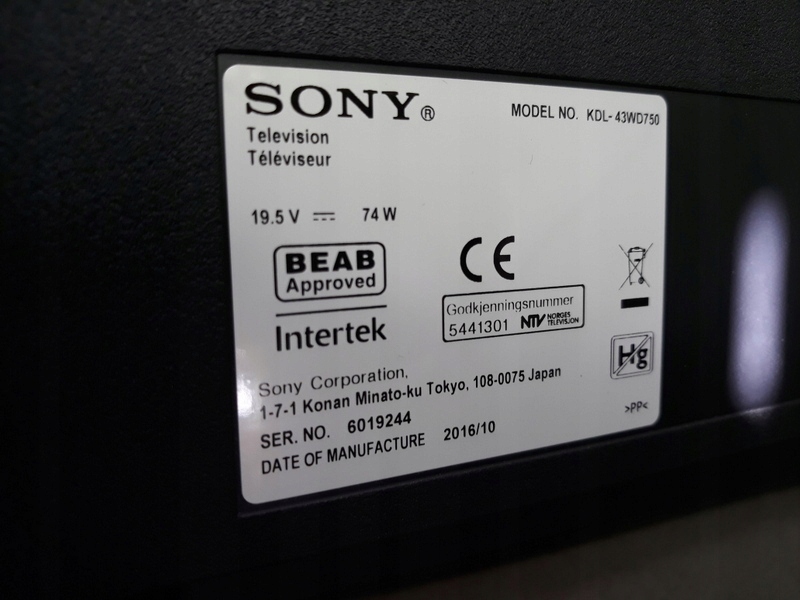 SONY®
MODEL NO. KDL-43WD750
Television
Téléviseur
19.5 V ⎓ 74 W
BEAB
Approved
Intertek
CE
Godkjenningsnummer
5441301 NTV NORGES
TELEVISJON
Hg
Sony Corporation,
1-7-1 Konan Minato-ku Tokyo, 108-0075 Japan
SER. NO. 6019244
DATE OF MANUFACTURE 2016/10
>PP<